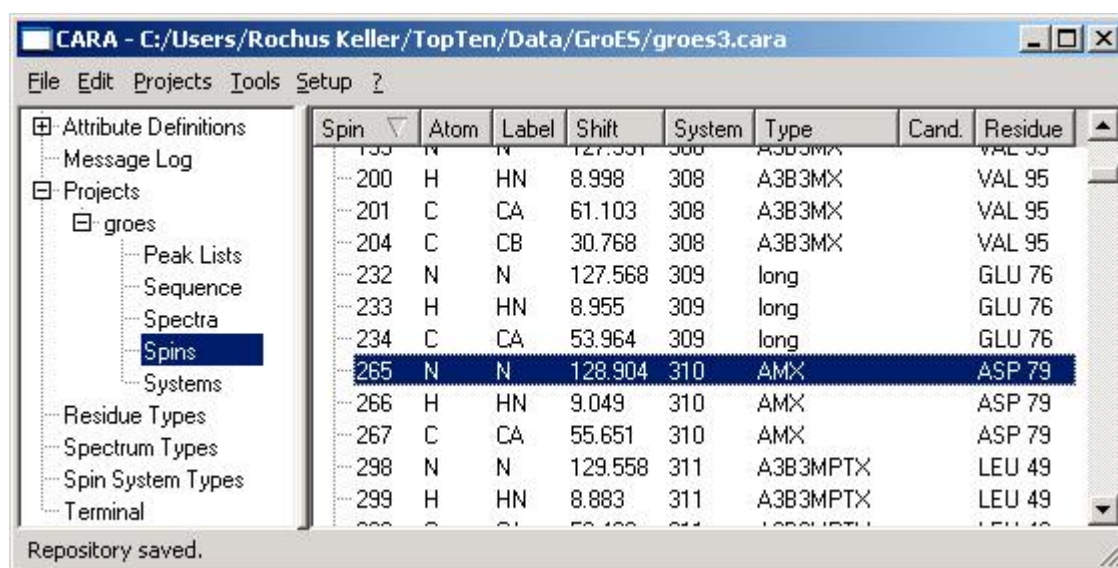 CARA - C:/Users/Rochus Keller/TopTen/Data/GroES/groes3.cara
File Edit Projects Tools Setup ?
Attribute Definitions
Message Log
Projects
groes
Peak Lists
Sequence
Spectra
Spins
Systems
Residue Types
Spectrum Types
Spin System Types
Terminal
Spin Atom Label Shift System Type Cand. Residue
200 H HN 8.998 308 A3B3MX VAL 95
201 C CA 61.103 308 A3B3MX VAL 95
204 C CB 30.768 308 A3B3MX VAL 95
232 N N 127.568 309 long GLU 76
233 H HN 8.955 309 long GLU 76
234 C CA 53.964 309 long GLU 76
265 N N 128.904 310 AMX ASP 79
266 H HN 9.049 310 AMX ASP 79
267 C CA 55.651 310 AMX ASP 79
298 N N 129.558 311 A3B3MPTX LEU 49
299 H HN 8.883 311 A3B3MPTX LEU 49
Repository saved.